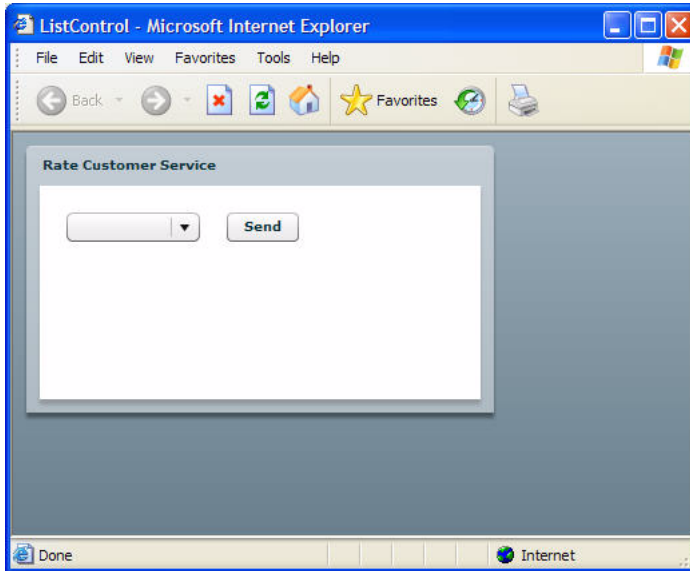 ListControl - Microsoft Internet Explorer
File Edit View Favorites Tools Help
Back Favorites
Rate Customer Service
Send
Done Internet